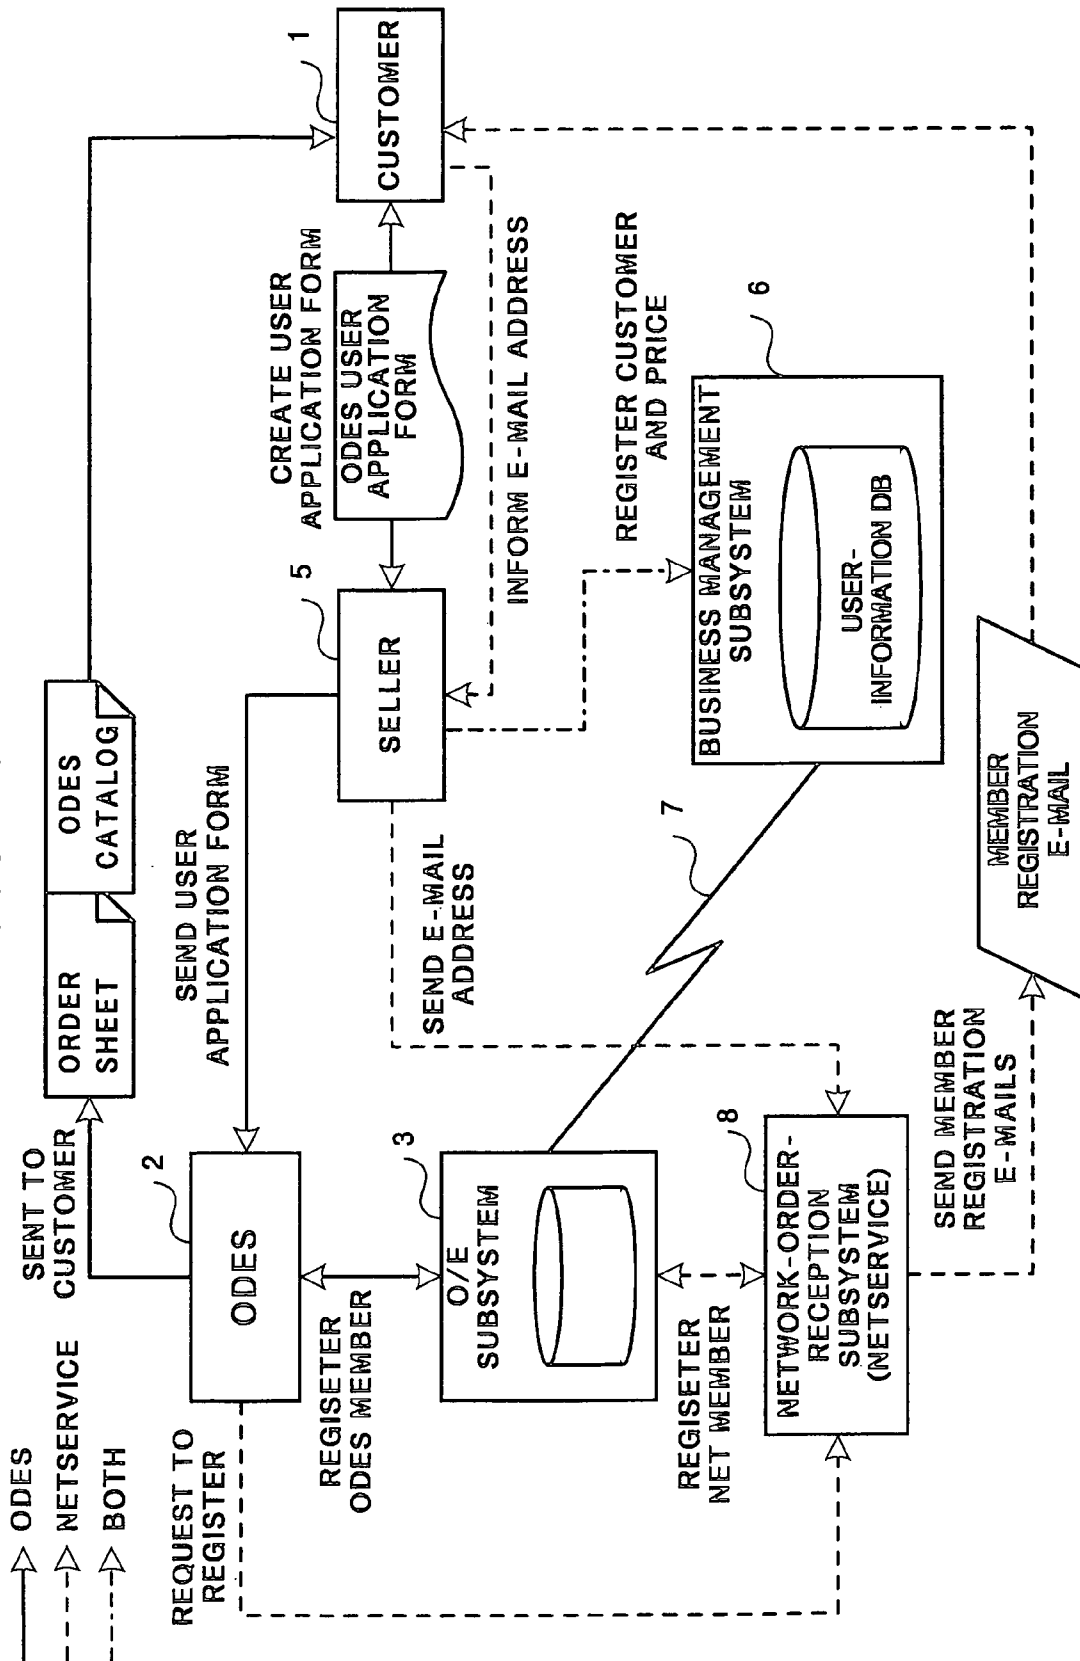 ODES
NETSERVICE
BOTH
SENT TO
CUSTOMER
ORDER
SHEET
ODES
CATALOG
REQUEST TO
REGISTER
2
ODES
SEND USER
APPLICATION FORM
CREATE USER
APPLICATION FORM
1
CUSTOMER
ODES USER
APPLICATION
FORM
5
SELLER
INFORM E-MAIL ADDRESS
REGISETER
ODES MEMBER
3
O/E
SUBSYSTEM
SEND E-MAIL
ADDRESS
REGISTER CUSTOMER
AND PRICE
7
6
BUSINESS MANAGEMENT
SUBSYSTEM
USER-
INFORMATION DB
REGISETER
NET MEMBER
8
NETWORK-ORDER-
RECEPTION
SUBSYSTEM
(NETSERVICE)
SEND MEMBER
REGISTRATION
E-MAILS
MEMBER
REGISTRATION
E-MAIL